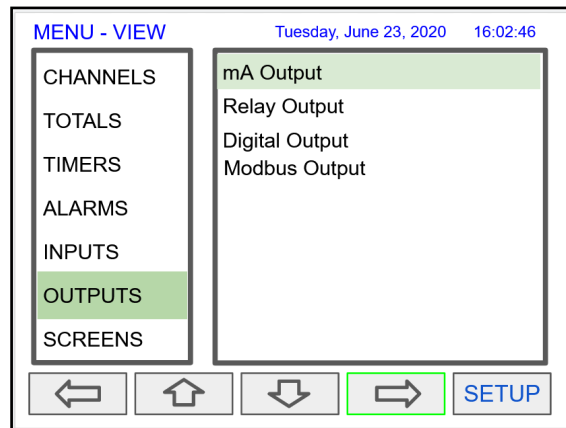 MENU - VIEW Tuesday, June 23, 2020 16:02:46
CHANNELS
TOTALS
TIMERS
ALARMS
INPUTS
OUTPUTS
SCREENS
mA Output
Relay Output
Digital Output
Modbus Output
SETUP